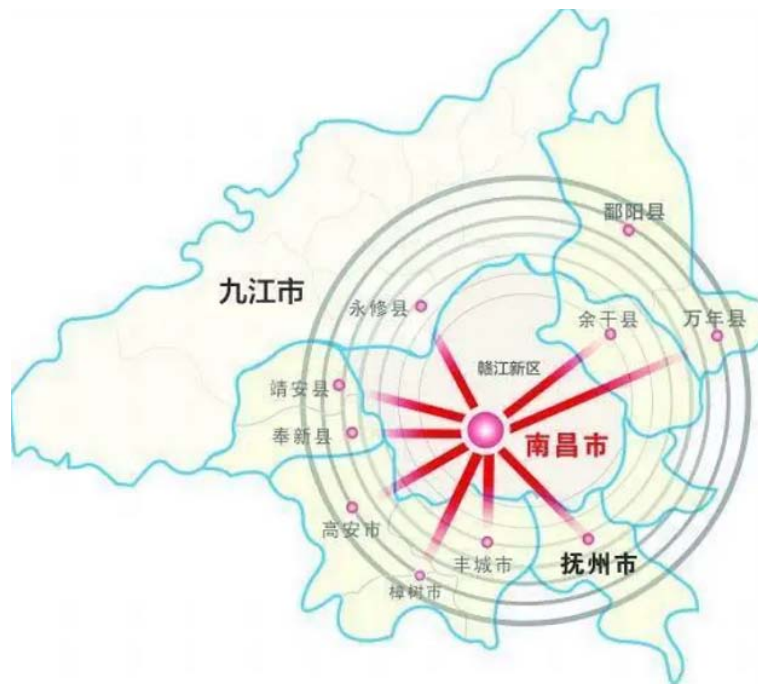 鄱阳县
九江市
永修县
余干县
万年县
赣江新区
靖安县
奉新县
南昌市
高安市
丰城市
抚州市
樟树市